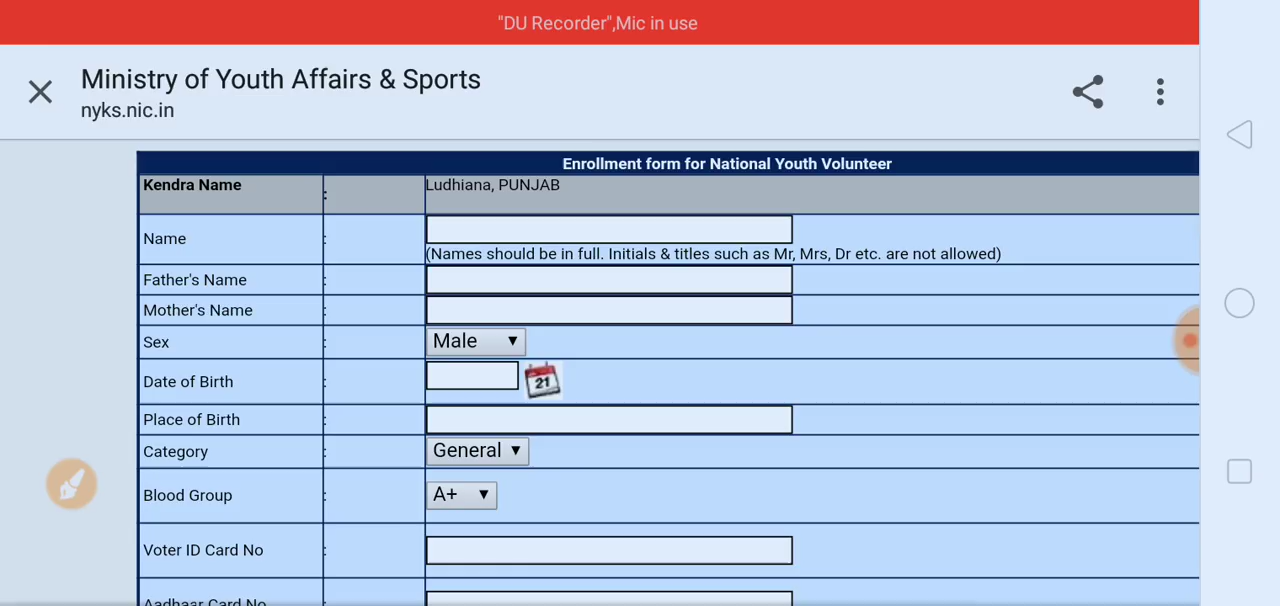 "DU Recorder",Mic in use
Ministry of Youth Affairs & Sports
nyks.nic.in
Enrollment form for National Youth Volunteer
Kendra Name : Ludhiana, PUNJAB
Name :
(Names should be in full. Initials & titles such as Mr, Mrs, Dr etc. are not allowed)
Father's Name :
Mother's Name :
Sex : Male
Date of Birth : 21
Place of Birth :
Category : General
Blood Group : A+
Voter ID Card No :
Aadhaar Card No :